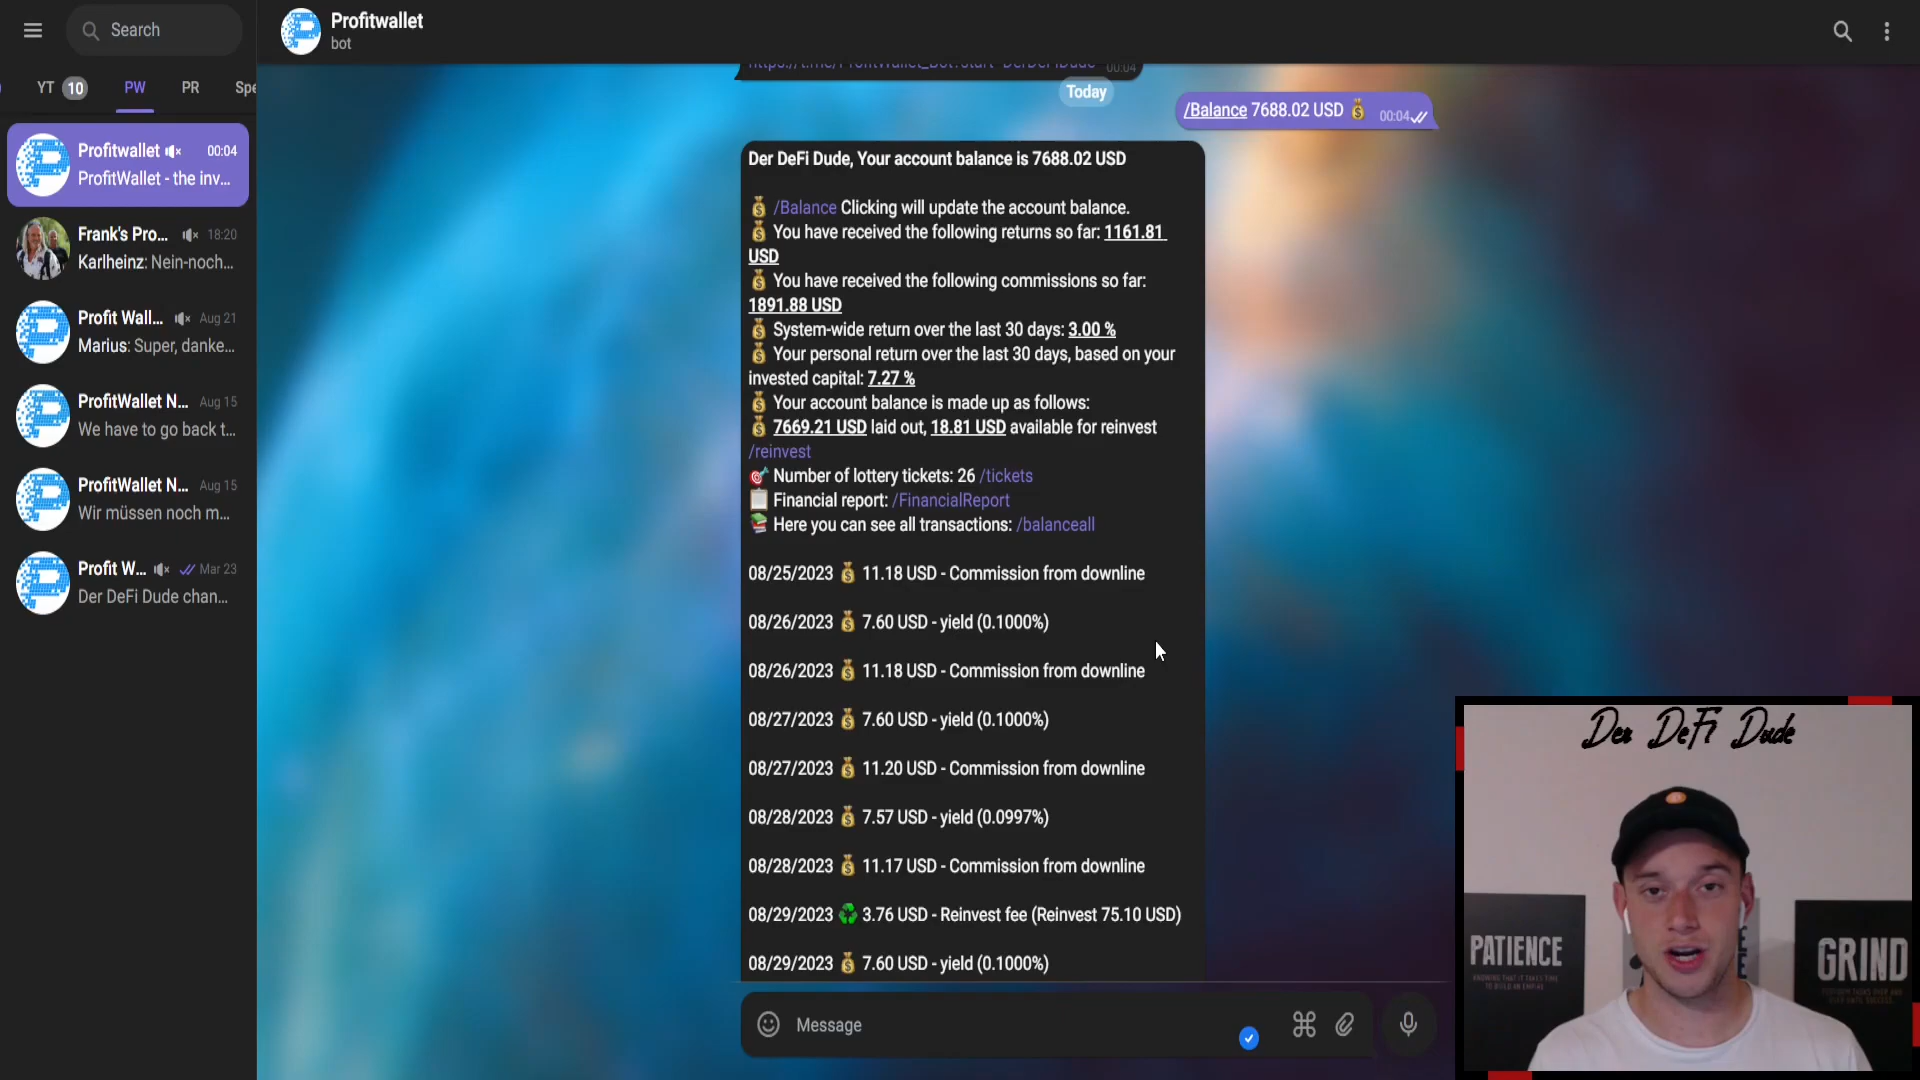 Search
YT 10 PW PR Spe
Profitwallet 00:04
ProfitWallet - the inv...
Frank's Pro... 18:20
Karlheinz: Nein-noch...
Profit Wall... Aug 21
Marius: Super, danke...
ProfitWallet N... Aug 15
We have to go back t...
ProfitWallet N... Aug 15
Wir müssen noch m...
Profit W... Mar 23
Der DeFi Dude chan...
Profitwallet
bot
00:04
Today
/Balance 7688.02 USD 💰 00:04
Der DeFi Dude, Your account balance is 7688.02 USD
💰 /Balance Clicking will update the account balance.
💰 You have received the following returns so far: 1161.81
USD
💰 You have received the following commissions so far:
1891.88 USD
💰 System-wide return over the last 30 days: 3.00 %
💰 Your personal return over the last 30 days, based on your
invested capital: 7.27 %
💰 Your account balance is made up as follows:
💰 7669.21 USD laid out, 18.81 USD available for reinvest
/reinvest
🎯 Number of lottery tickets: 26 /tickets
📋 Financial report: /FinancialReport
📚 Here you can see all transactions: /balanceall
08/25/2023 💰 11.18 USD - Commission from downline
08/26/2023 💰 7.60 USD - yield (0.1000%)
08/26/2023 💰 11.18 USD - Commission from downline
08/27/2023 💰 7.60 USD - yield (0.1000%)
08/27/2023 💰 11.20 USD - Commission from downline
08/28/2023 💰 7.57 USD - yield (0.0997%)
08/28/2023 💰 11.17 USD - Commission from downline
08/29/2023 ♻️ 3.76 USD - Reinvest fee (Reinvest 75.10 USD)
08/29/2023 💰 7.60 USD - yield (0.1000%)
Message
Der DeFi Dude
PATIENCE
GRIND